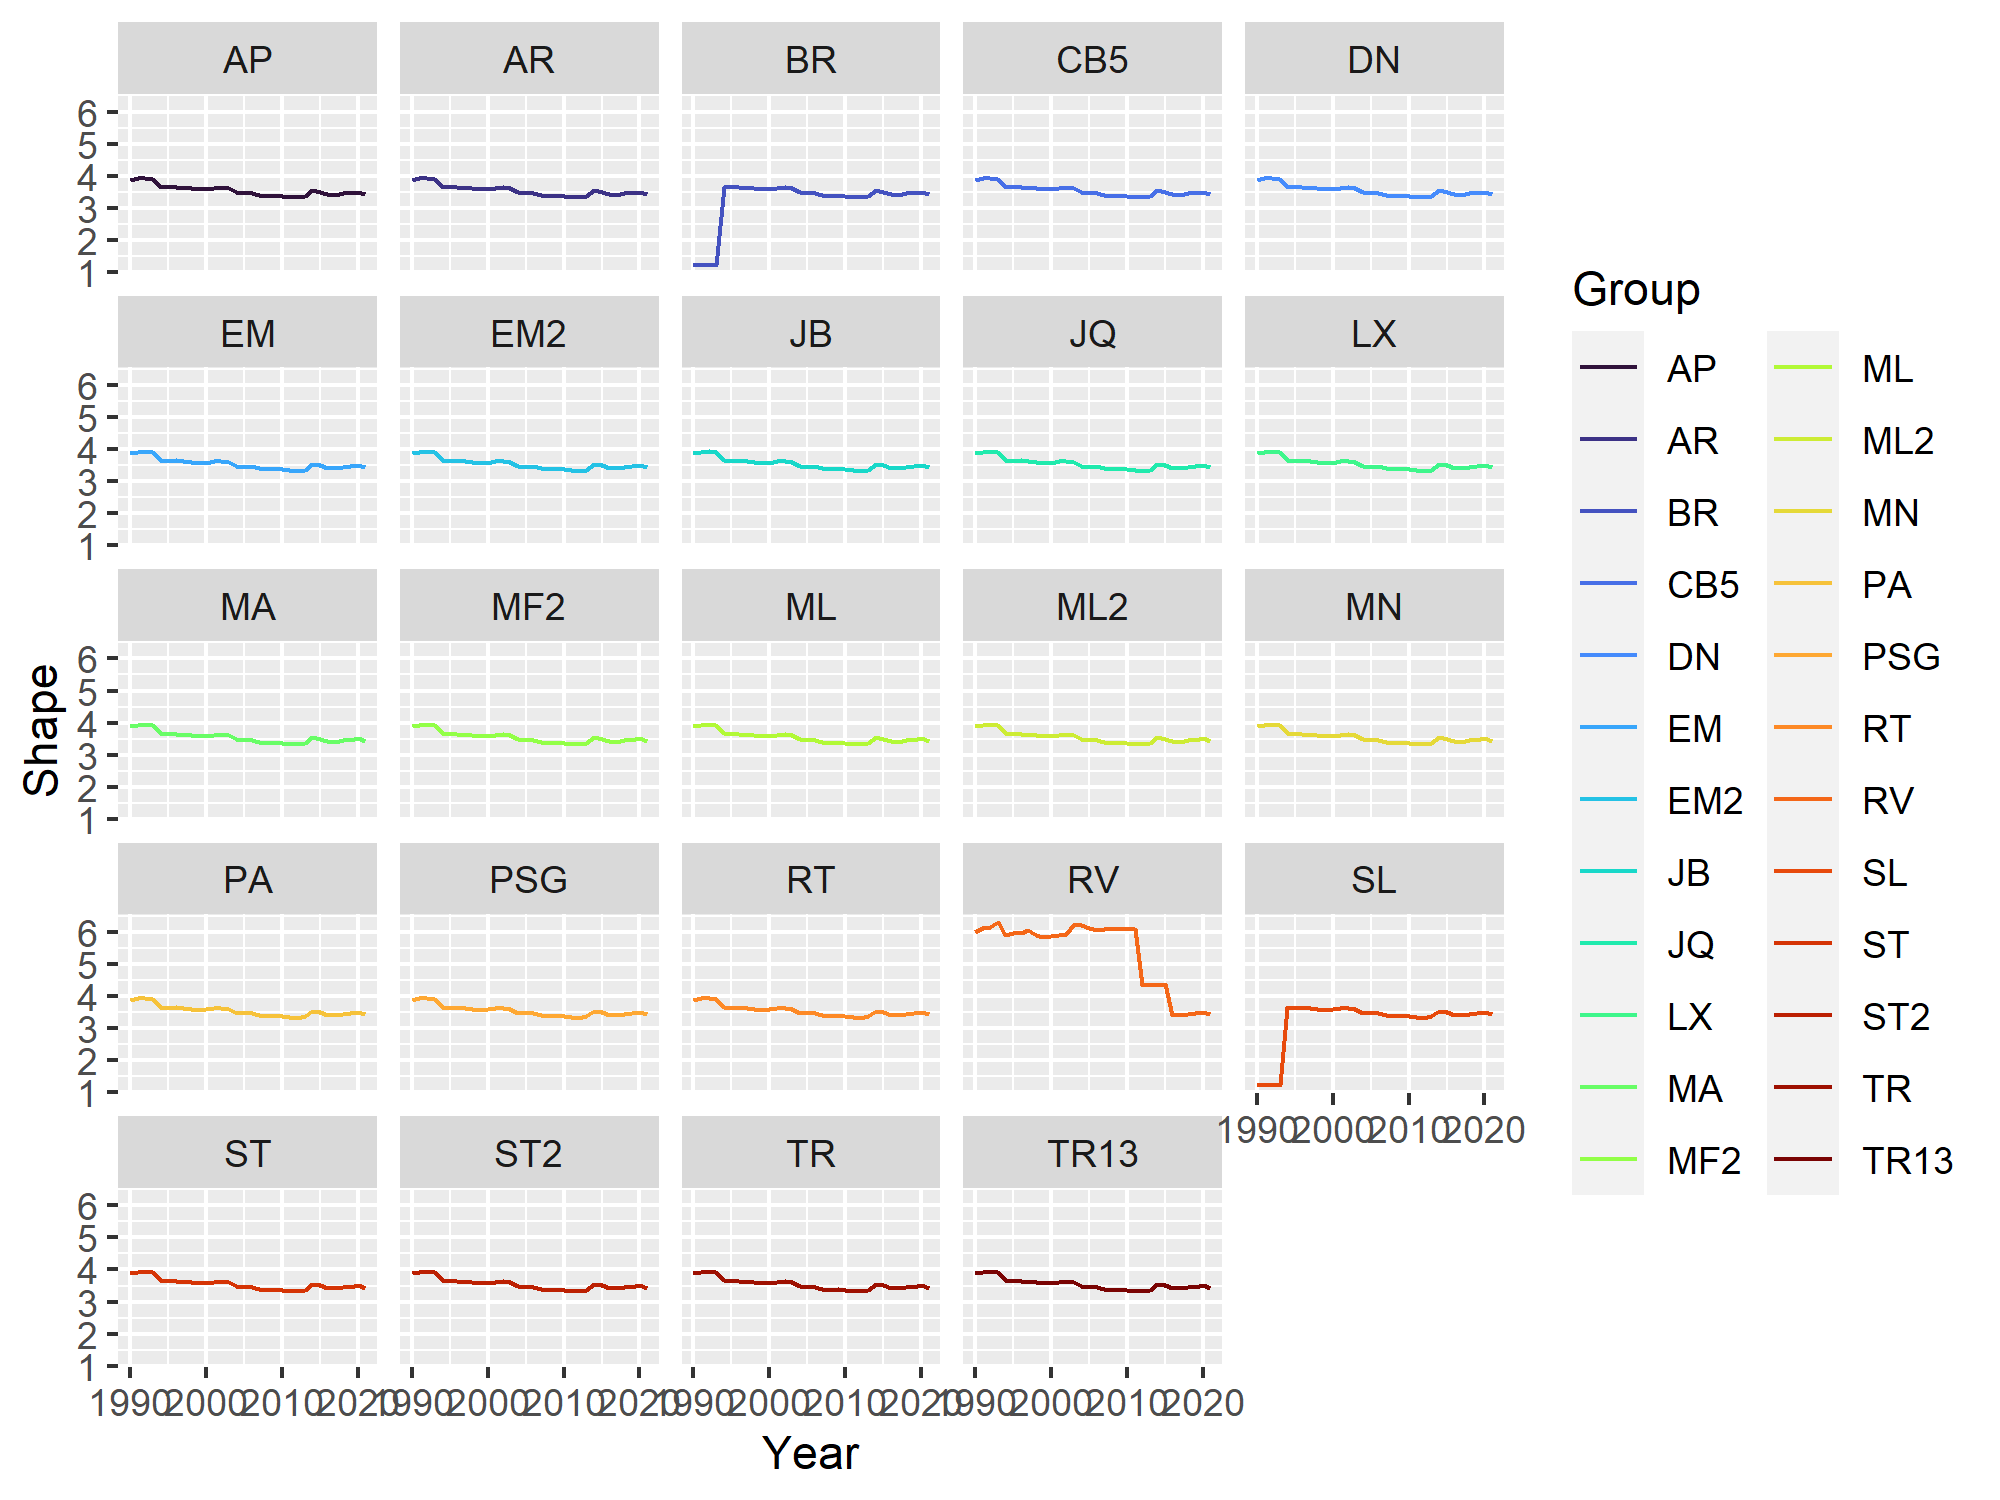 AP AR BR CB5 DN
6
5
4
3
2
1
EM EM2 JB JQ LX
6
5
4
3
2
1
MA MF2 ML ML2 MN
6
5
4
3
2
1
PA PSG RT RV SL
6
5
4
3
2
1
1990 2000 2010 2020
ST ST2 TR TR13
6
5
4
3
2
1
1990 2000 2010 2020 1990 2000 2010 2020 1990 2000 2010 2020 1990 2000 2010 2020
Shape
Year
Group
AP ML
AR ML2
BR MN
CB5 PA
DN PSG
EM RT
EM2 RV
JB SL
JQ ST
LX ST2
MA TR
MF2 TR13